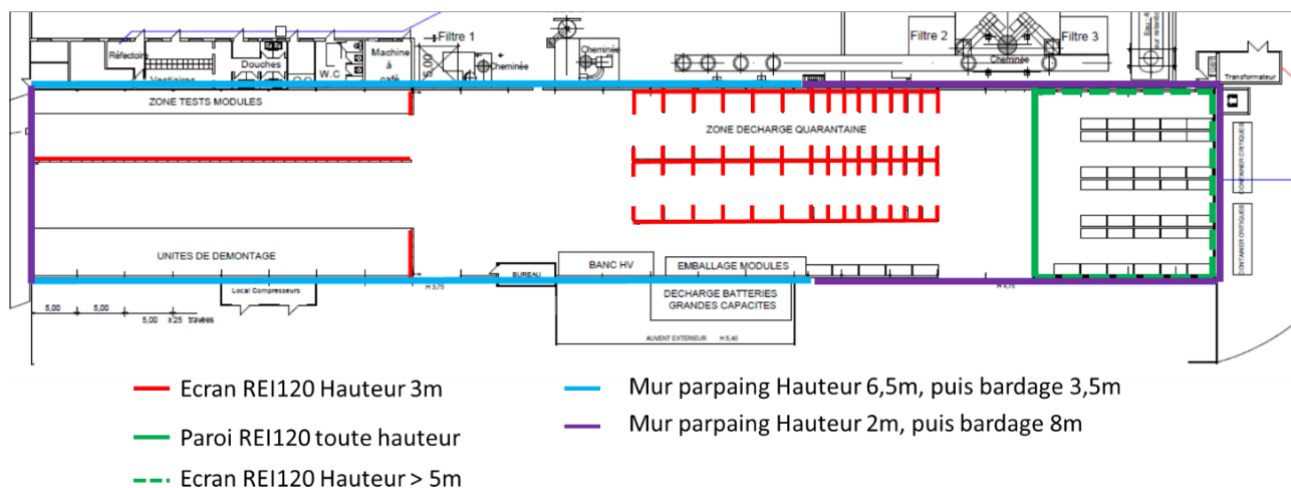 Réfectoire
Vestiaires
Douches
W.C
Machine
à
café
5,00
Filtre 1
Cheminée
Cheminée
Filtre 2
Filtre 3
Cheminée
Transformateur
ZONE TESTS MODULES
ZONE DECHARGE QUARANTAINE
CONTAINER CRITIQUES
CONTAINER CRITIQUES
UNITES DE DEMONTAGE
BUREAU
BANC HV
EMBALLAGE MODULES
Local Compresseurs
H 3,75
H 4,75
DECHARGE BATTERIES
GRANDES CAPACITES
5,00
5,00
5,00 x 25 travées
AUVENT EXTERIEUR H 5,40
Ecran REI120 Hauteur 3m
Mur parpaing Hauteur 6,5m, puis bardage 3,5m
Paroi REI120 toute hauteur
Mur parpaing Hauteur 2m, puis bardage 8m
Ecran REI120 Hauteur > 5m